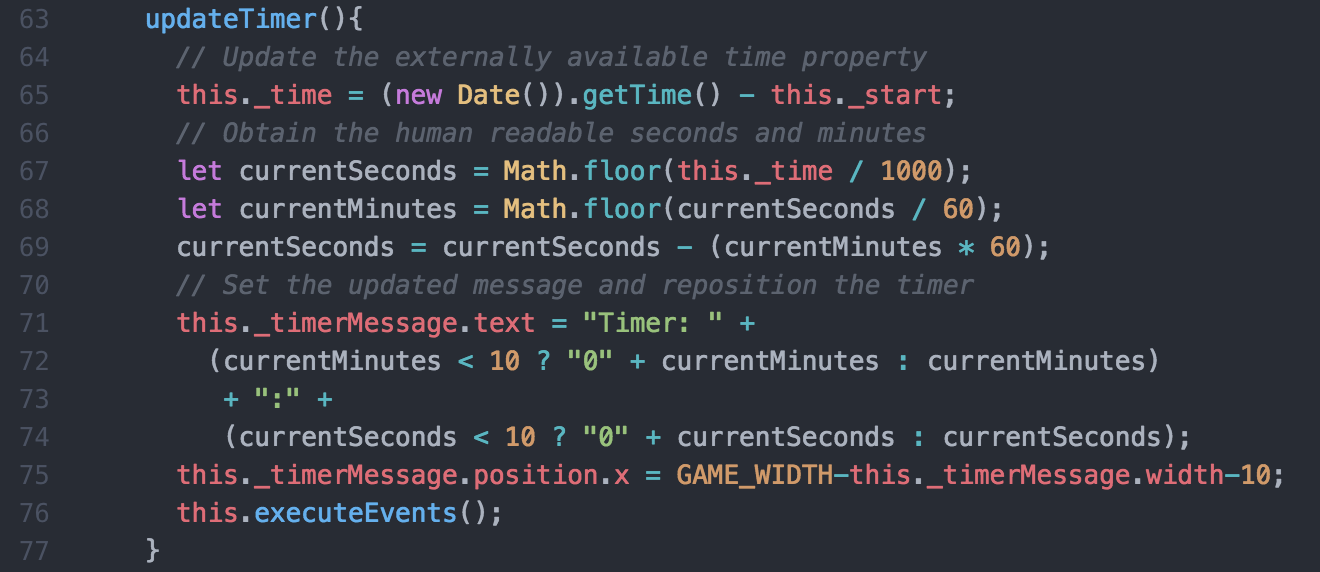 63 updateTimer(){
64 // Update the externally available time property
65 this._time = (new Date()).getTime() - this._start;
66 // Obtain the human readable seconds and minutes
67 let currentSeconds = Math.floor(this._time / 1000);
68 let currentMinutes = Math.floor(currentSeconds / 60);
69 currentSeconds = currentSeconds - (currentMinutes * 60);
70 // Set the updated message and reposition the timer
71 this._timerMessage.text = "Timer: " +
72 (currentMinutes < 10 ? "0" + currentMinutes : currentMinutes)
73 + ":" +
74 (currentSeconds < 10 ? "0" + currentSeconds : currentSeconds);
75 this._timerMessage.position.x = GAME_WIDTH-this._timerMessage.width-10;
76 this.executeEvents();
77 }